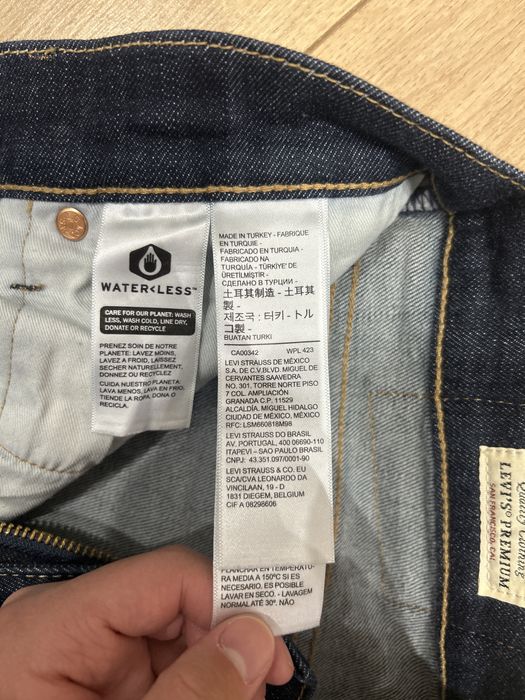 WATER<LESS™
CARE FOR OUR PLANET: WASH
LESS, WASH COLD, LINE DRY,
DONATE OR RECYCLE
PRENEZ SOIN DE NOTRE
PLANETE: LAVEZ MOINS,
LAVEZ A FROID, LAISSEZ
SECHER NATURELLEMENT,
DONNEZ OU RECYCLEZ
CUIDA NUESTRO PLANETA:
LAVA MENOS, LAVA EN FRIO,
TIENDE LA ROPA, DONA O
RECICLA.
MADE IN TURKEY - FABRIQUE
EN TURQUIE -
FABRICADO EN TURQUIA -
FABRICADO NA
TURQUÍA - TÜRKİYE' DE
ÜRETİLMİŞTİR -
СДЕЛАНО В ТУРЦИИ -
土耳其制造 - 土耳其
製 -
제조국 : 터키 - トル
コ製 -
BUATAN TURKI
CA00342 WPL 423
LEVI STRAUSS DE MÉXICO
S.A. DE C.V.BLVD. MIGUEL DE
CERVANTES SAAVEDRA
NO. 301, TORRE NORTE PISO
7 COL. AMPLIACIÓN
GRANADA C.P. 11529
ALCALDÍA. MIGUEL HIDALGO
CIUDAD DE MÉXICO, MÉXICO
RFC: LSM660818M98
LEVI STRAUSS DO BRASIL
AV. PORTUGAL, 400 06690-110
ITAPEVI – SAO PAULO BRASIL
CNPJ: 43.351.097/0001-90
LEVI STRAUSS & CO. EU
SCA/CVA LEONARDO DA
VINCILAAN, 19 - D
1831 DIEGEM, BELGIUM
CIF A 08298606
PLANCHAR EN TEMPERATU-
RA MEDIA A 150ºC SI ES
NECESARIO. ES POSIBLE
LAVAR EN SECO. - LAVAGEM
NORMAL ATÉ 30º. NÃO
Quality Clothing
LEVI'S PREMIUM
SAN FRANCISCO, CAL.